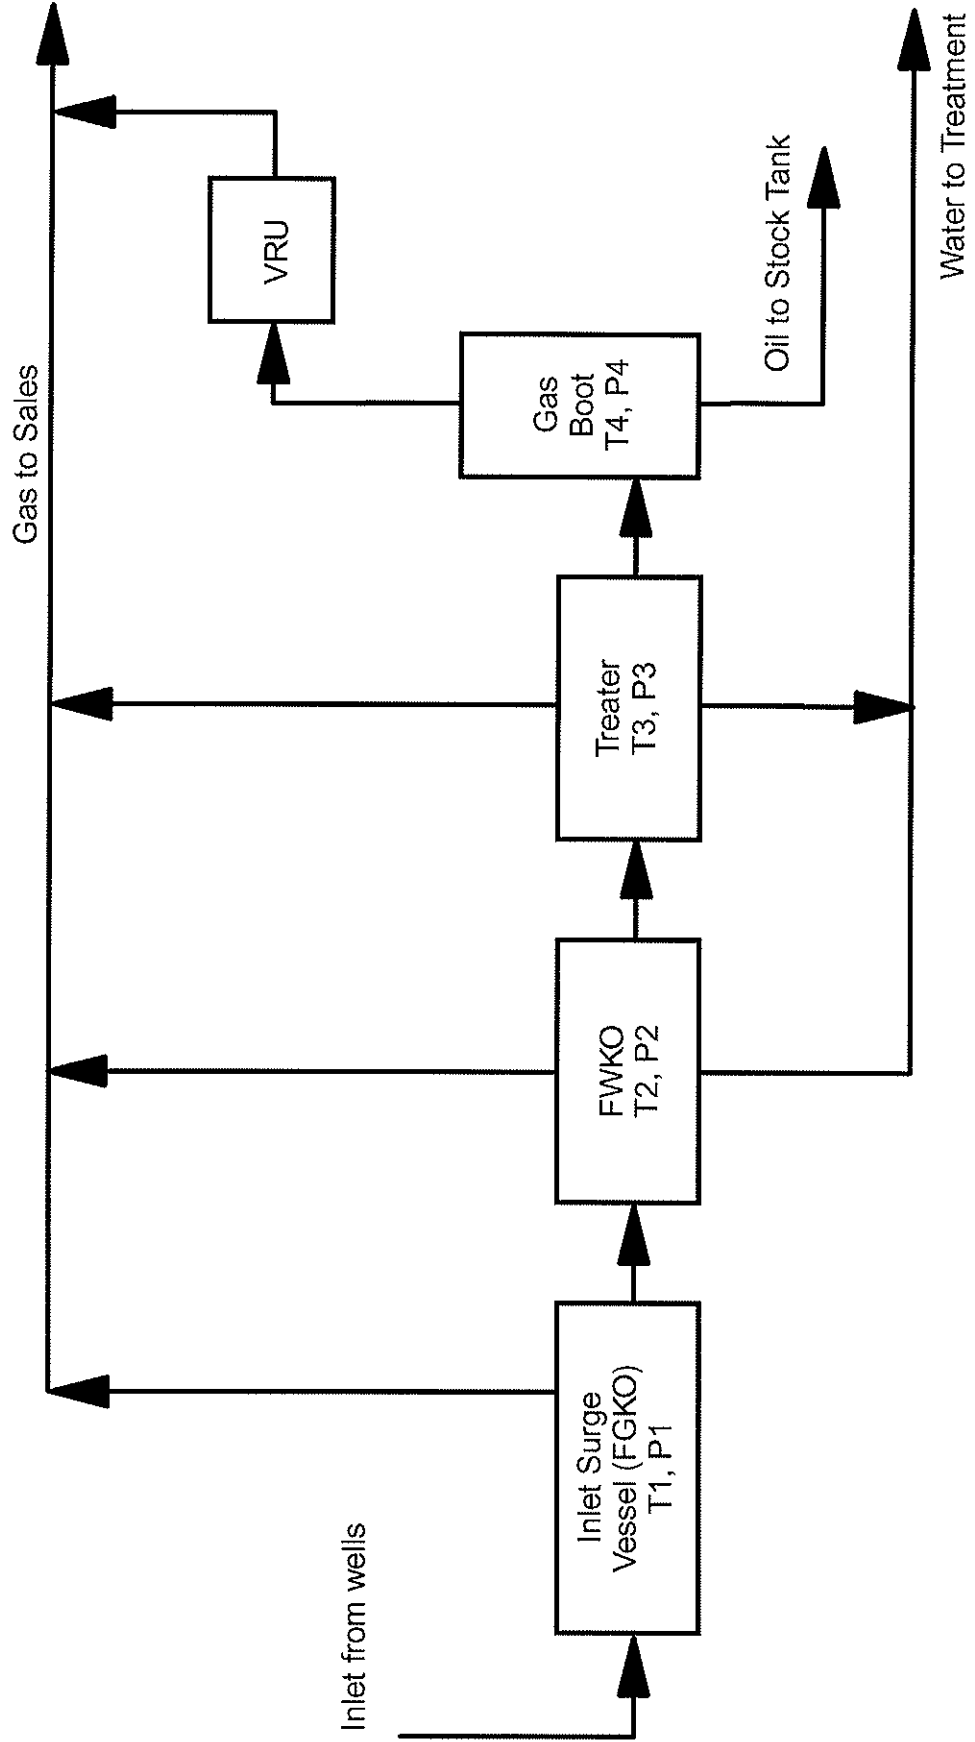 Gas to Sales
VRU
Inlet from wells
Inlet Surge
Vessel (FGKO)
T1, P1
FWKO
T2, P2
Treater
T3, P3
Gas
Boot
T4, P4
Oil to Stock Tank
Water to Treatment